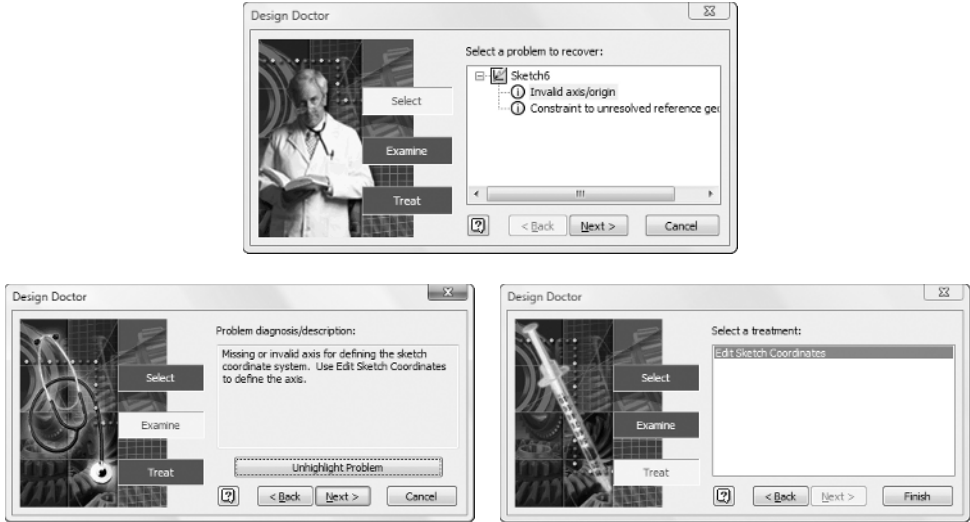 Design Doctor
Select a problem to recover:
Sketch6
Invalid axis/origin
Constraint to unresolved reference
Select
Examine
Treat
< Back
Next >
Cancel
Design Doctor
Problem diagnosis/description:
Missing or invalid axis for defining the sketch
coordinate system. Use Edit Sketch Coordinates
to define the axis.
Select
Examine
Treat
Unhighlight Problem
< Back
Next >
Cancel
Design Doctor
Select a treatment:
Edit Sketch Coordinates
Select
Examine
Treat
< Back
Next >
Finish